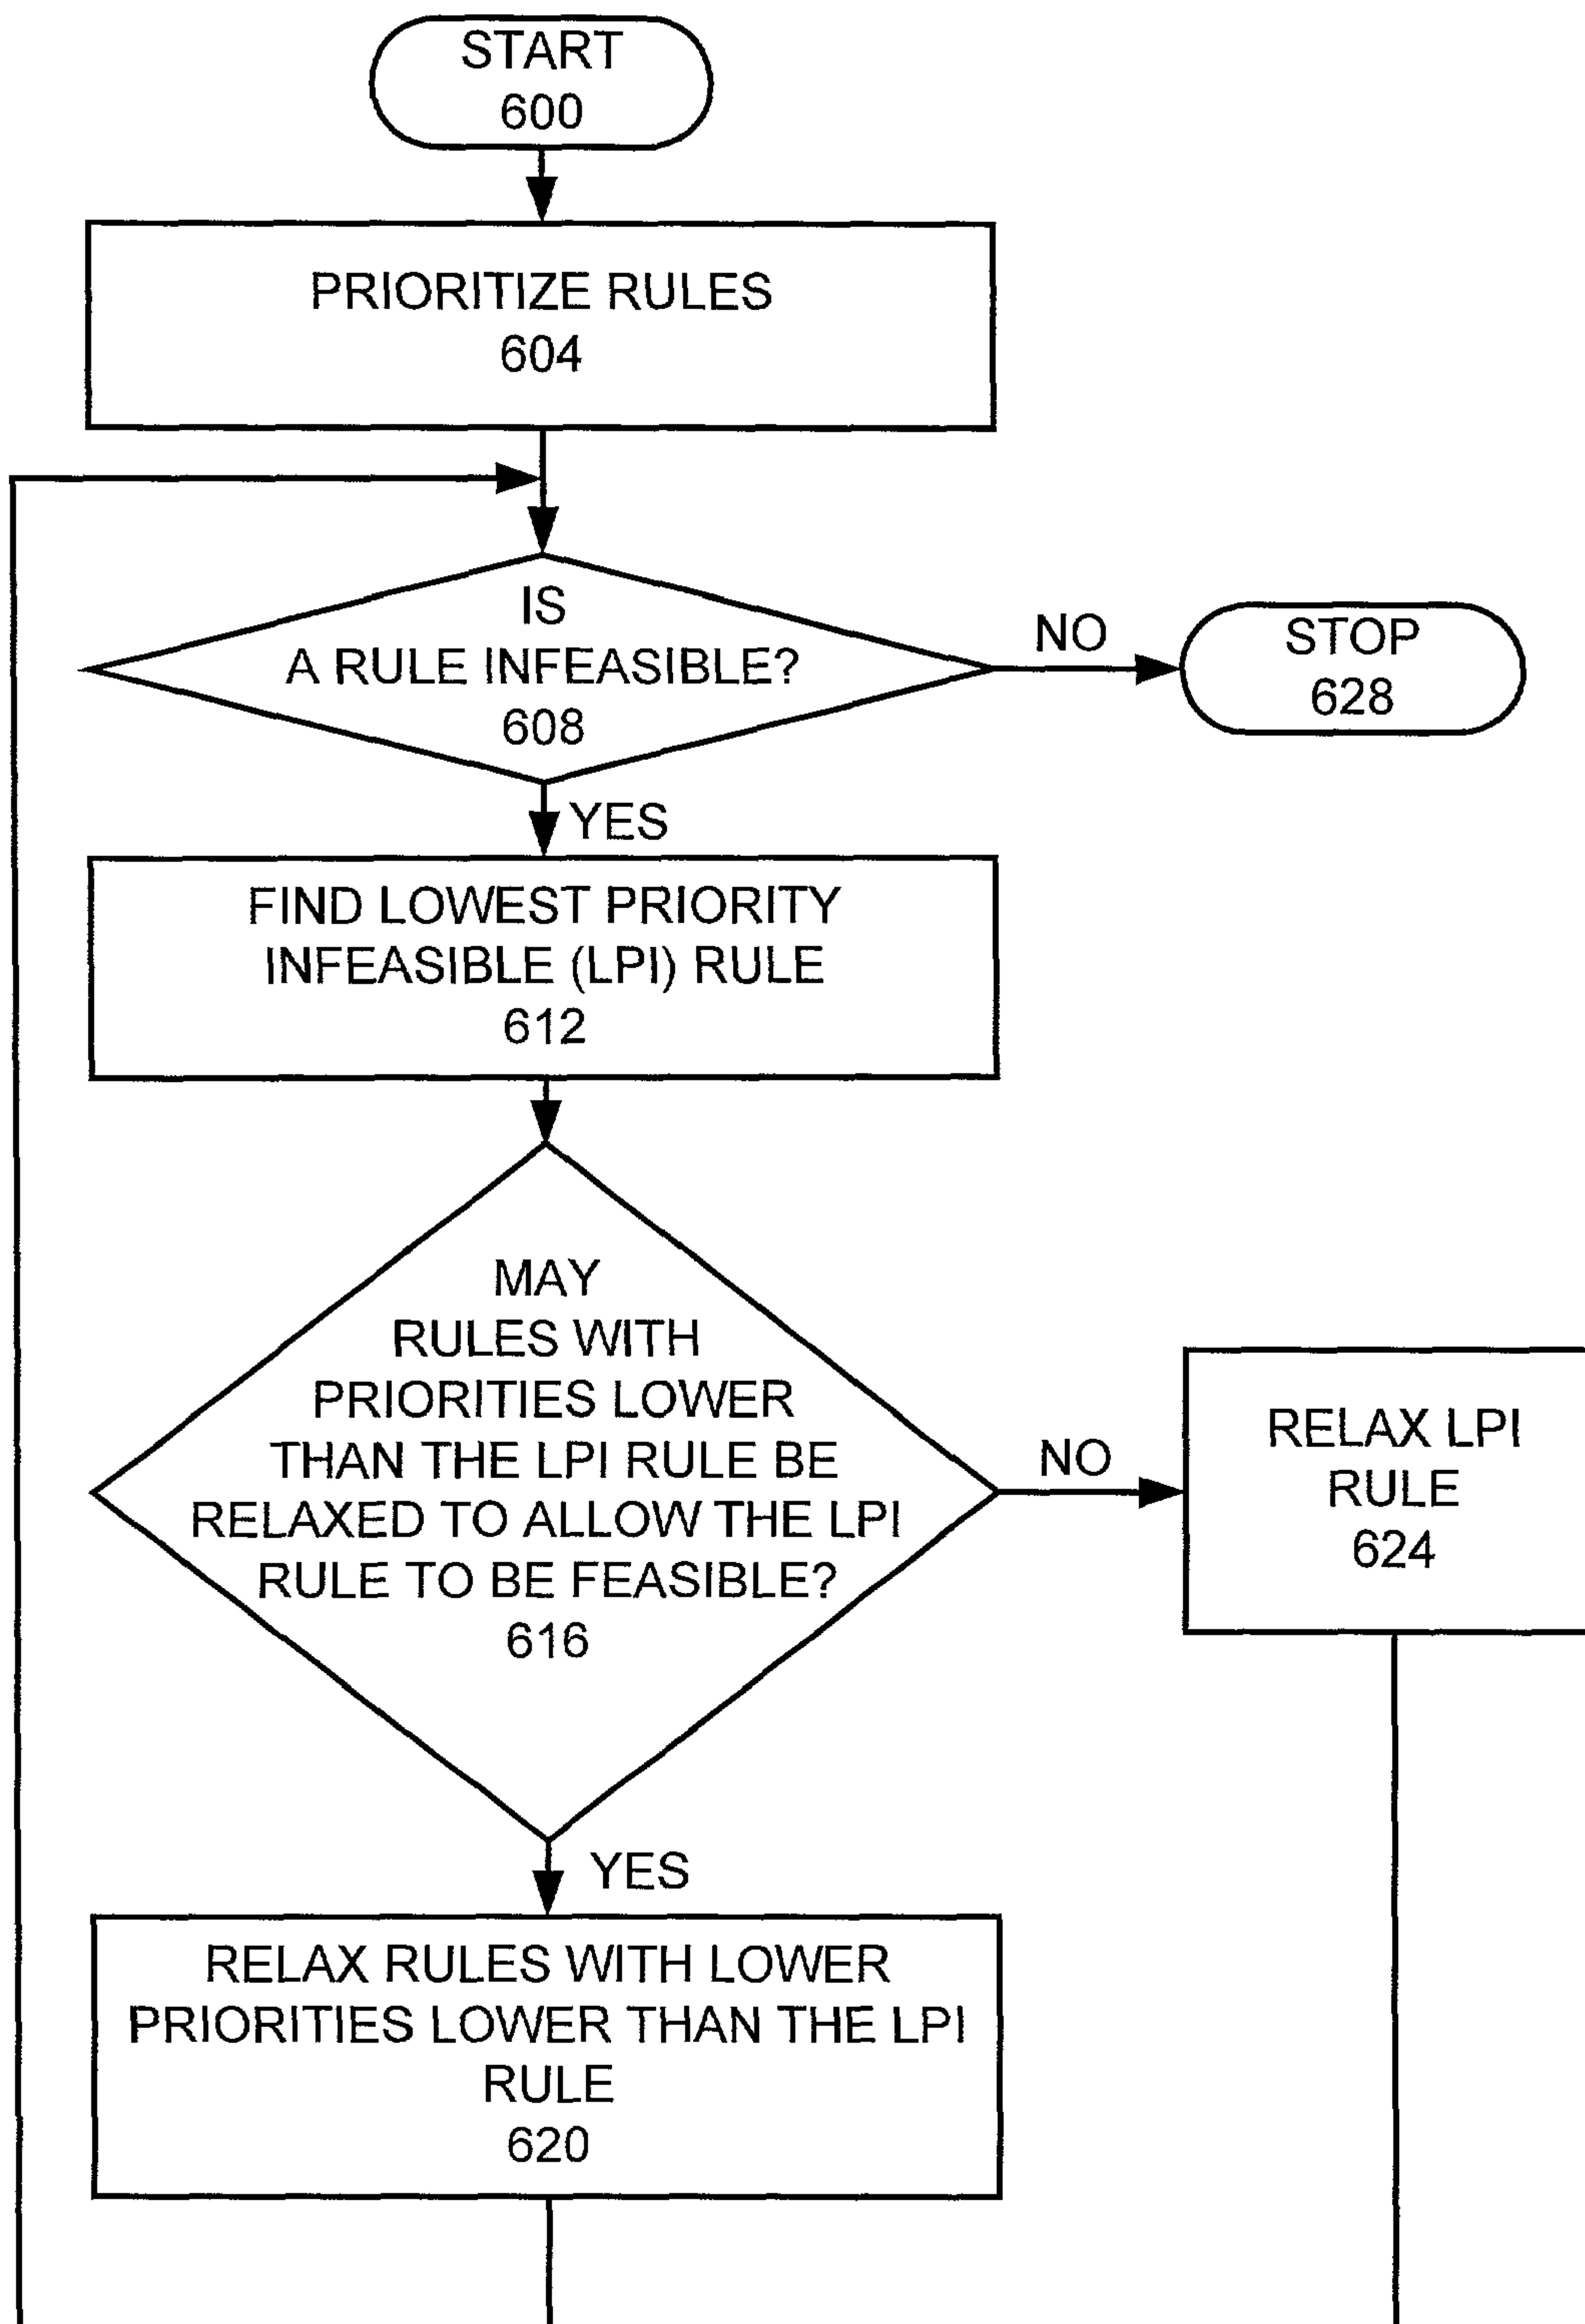 START
600
PRIORITIZE RULES
604
IS
A RULE INFEASIBLE?
608
NO
STOP
628
YES
FIND LOWEST PRIORITY
INFEASIBLE (LPI) RULE
612
MAY
RULES WITH
PRIORITIES LOWER
THAN THE LPI RULE BE
RELAXED TO ALLOW THE LPI
RULE TO BE FEASIBLE?
616
NO
RELAX LPI
RULE
624
YES
RELAX RULES WITH LOWER
PRIORITIES LOWER THAN THE LPI
RULE
620